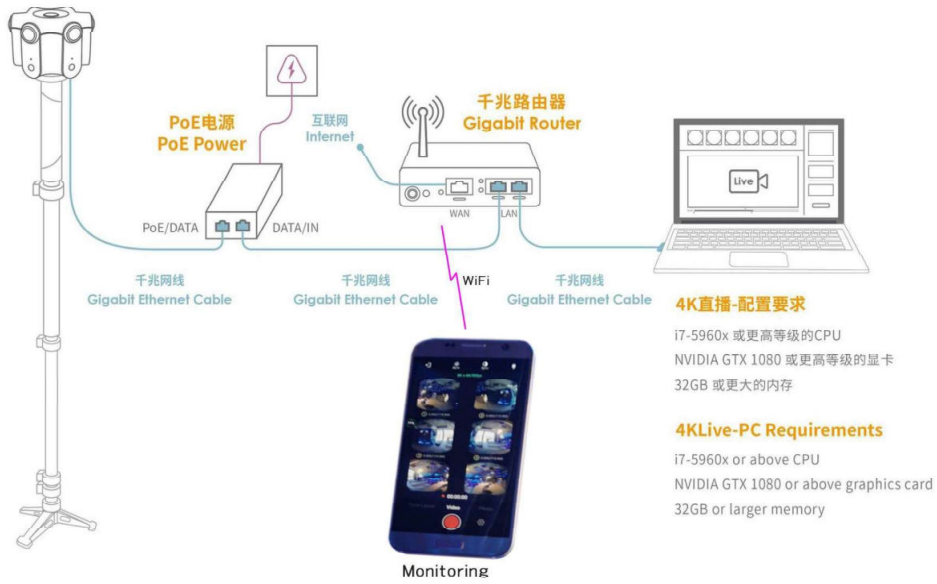 PoE电源
PoE Power
互联网
Internet
千兆路由器
Gigabit Router
Live
WAN
LAN
PoE/DATA
DATA/IN
千兆网线
Gigabit Ethernet Cable
千兆网线
Gigabit Ethernet Cable
WiFi
千兆网线
Gigabit Ethernet Cable
4K直播-配置要求
i7-5960x 或更高等级的CPU
NVIDIA GTX 1080 或更高等级的显卡
32GB 或更大的内存
4KLive-PC Requirements
i7-5960x or above CPU
NVIDIA GTX 1080 or above graphics card
32GB or larger memory
00:00:00
Video
Monitoring